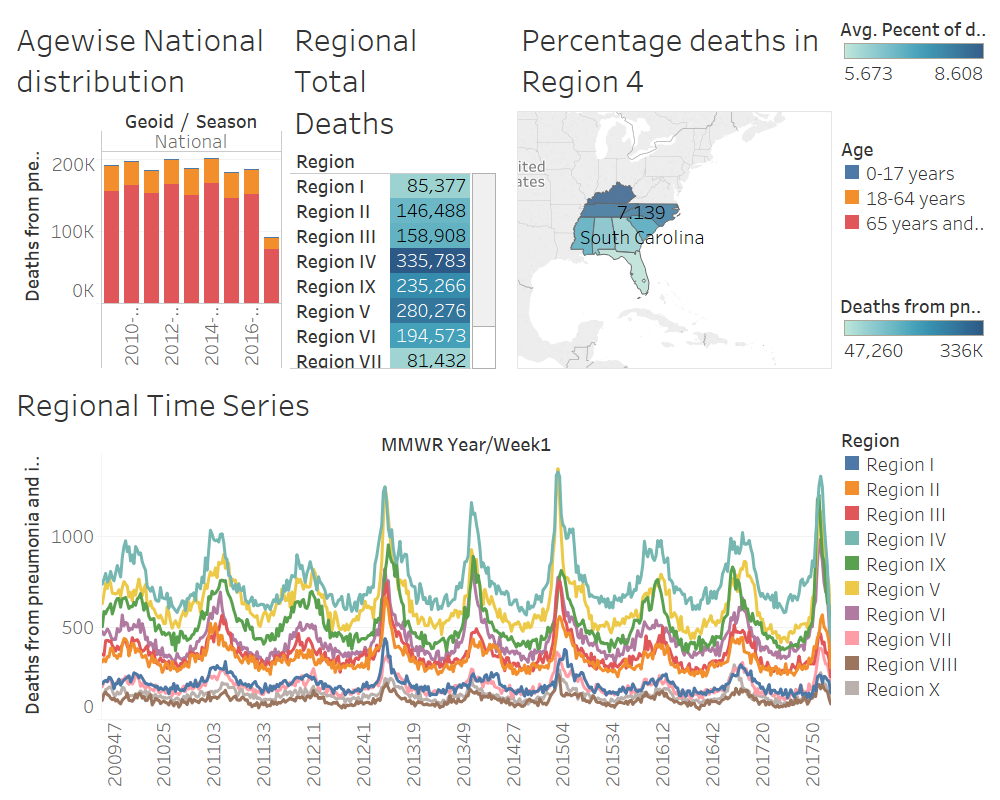 Agewise National
distribution
Geoid / Season
National
Deaths from pne..
200K
100K
0K
2010-..
2012-..
2014-..
2016-..
Regional
Total
Deaths
Region
Region I 85,377
Region II 146,488
Region III 158,908
Region IV 335,783
Region IX 235,266
Region V 280,276
Region VI 194,573
Region VII 81,432
Percentage deaths in
Region 4
ited
ates
7.139
South Carolina
Avg. Pecent of d..
5.673 8.608
Age
0-17 years
18-64 years
65 years and..
Deaths from pn..
47,260 336K
Regional Time Series
MMWR Year/Week1
Deaths from pneumonia and i..
1000
500
0
200947
201025
201103
201133
201211
201241
201319
201349
201427
201504
201534
201612
201642
201720
201750
Region
Region I
Region II
Region III
Region IV
Region IX
Region V
Region VI
Region VII
Region VIII
Region X